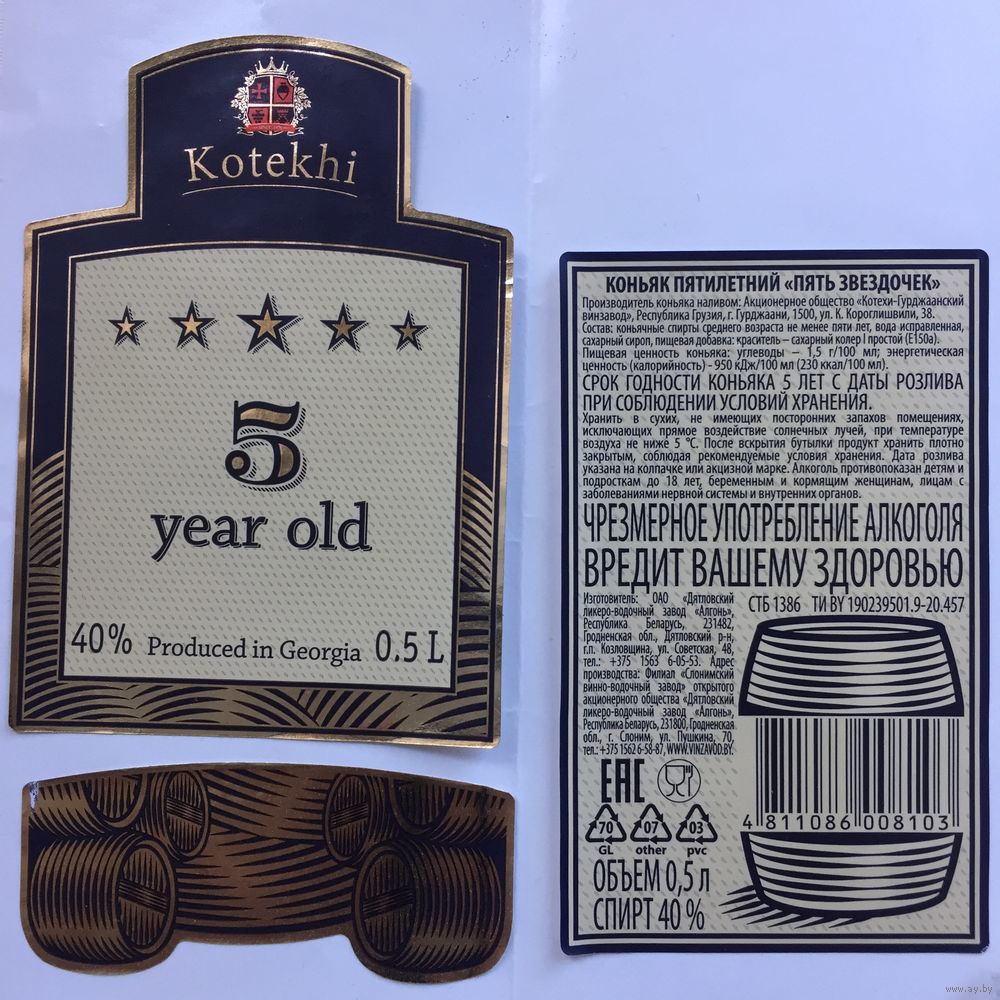 Kotekhi
5
year old
40% Produced in Georgia 0.5 L
КОНЬЯК ПЯТИЛЕТНИЙ «ПЯТЬ ЗВЕЗДОЧЕК»
Производитель коньяка наливом: Акционерное общество «Котехи-Гурджаанский
винзавод», Республика Грузия, г. Гурджаани, 1500, ул. К. Короглишвили, 38.
Состав: коньячные спирты среднего возраста не менее пяти лет, вода исправленная,
сахарный сироп, пищевая добавка: краситель – сахарный колер I простой (Е150а).
Пищевая ценность коньяка: углеводы – 1,5 г/100 мл; энергетическая
ценность (калорийность) - 950 кДж/100 мл (230 ккал/100 мл).
СРОК ГОДНОСТИ КОНЬЯКА 5 ЛЕТ С ДАТЫ РОЗЛИВА
ПРИ СОБЛЮДЕНИИ УСЛОВИЙ ХРАНЕНИЯ.
Хранить в сухих, не имеющих посторонних запахов помещениях,
исключающих прямое воздействие солнечных лучей, при температуре
воздуха не ниже 5 °С. После вскрытия бутылки продукт хранить плотно
закрытым, соблюдая рекомендуемые условия хранения. Дата розлива
указана на колпачке или акцизной марке. Алкоголь противопоказан детям и
подросткам до 18 лет, беременным и кормящим женщинам, лицам с
заболеваниями нервной системы и внутренних органов.
ЧРЕЗМЕРНОЕ УПОТРЕБЛЕНИЕ АЛКОГОЛЯ
ВРЕДИТ ВАШЕМУ ЗДОРОВЬЮ
Изготовитель: ОАО «Дятловский
ликеро-водочный завод «Алгонь»,
Республика Беларусь, 231482,
Гродненская обл., Дятловский р-н,
г.п. Козловщина, ул. Советская, 48,
тел.: +375 1563 6-05-53. Адрес
производства: Филиал «Слонимский
винно-водочный завод» открытого
акционерного общества «Дятловский
ликеро-водочный завод «Алгонь»,
Республика Беларусь, 231800, Гродненская
обл., г. Слоним, ул. Пушкина, 70,
тел.: +375 1562 6-58-87, WWW.VINZAVOD.BY.
СТБ 1386 ТИ BY 190239501.9-20.457
4 811086 008103
ЕАС
70 07 03
GL other pvc
ОБЪЕМ 0,5 л
СПИРТ 40 %
www.ay.by